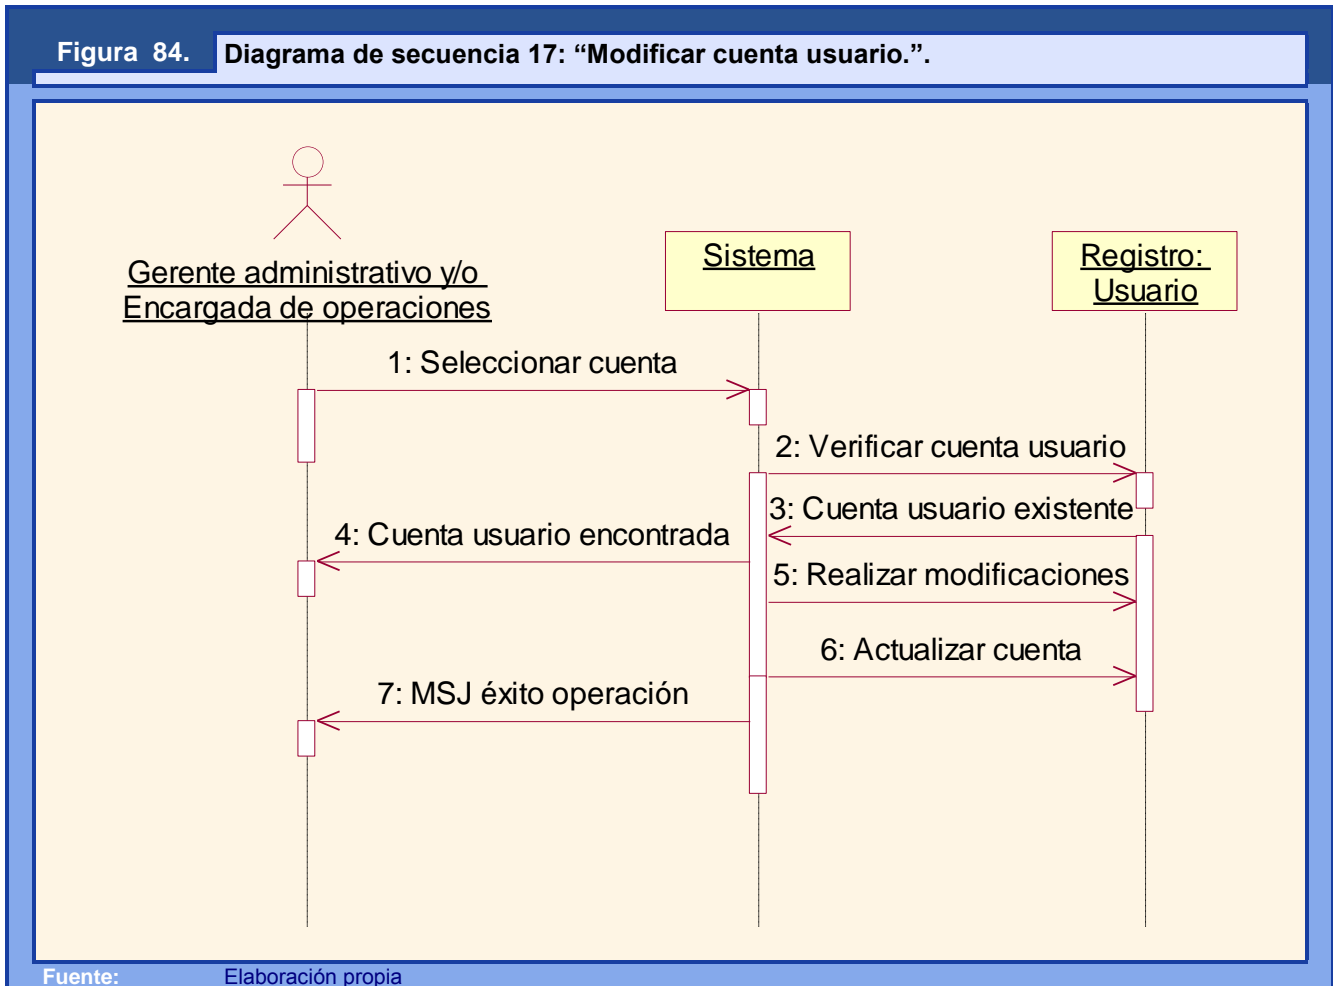 Figura 84.
Diagrama de secuencia 17: “Modificar cuenta usuario.”.
Gerente administrativo y/o
Encargada de operaciones
Sistema
Registro:
Usuario
1: Seleccionar cuenta
2: Verificar cuenta usuario
3: Cuenta usuario existente
4: Cuenta usuario encontrada
5: Realizar modificaciones
6: Actualizar cuenta
7: MSJ éxito operación
Fuente: Elaboración propia